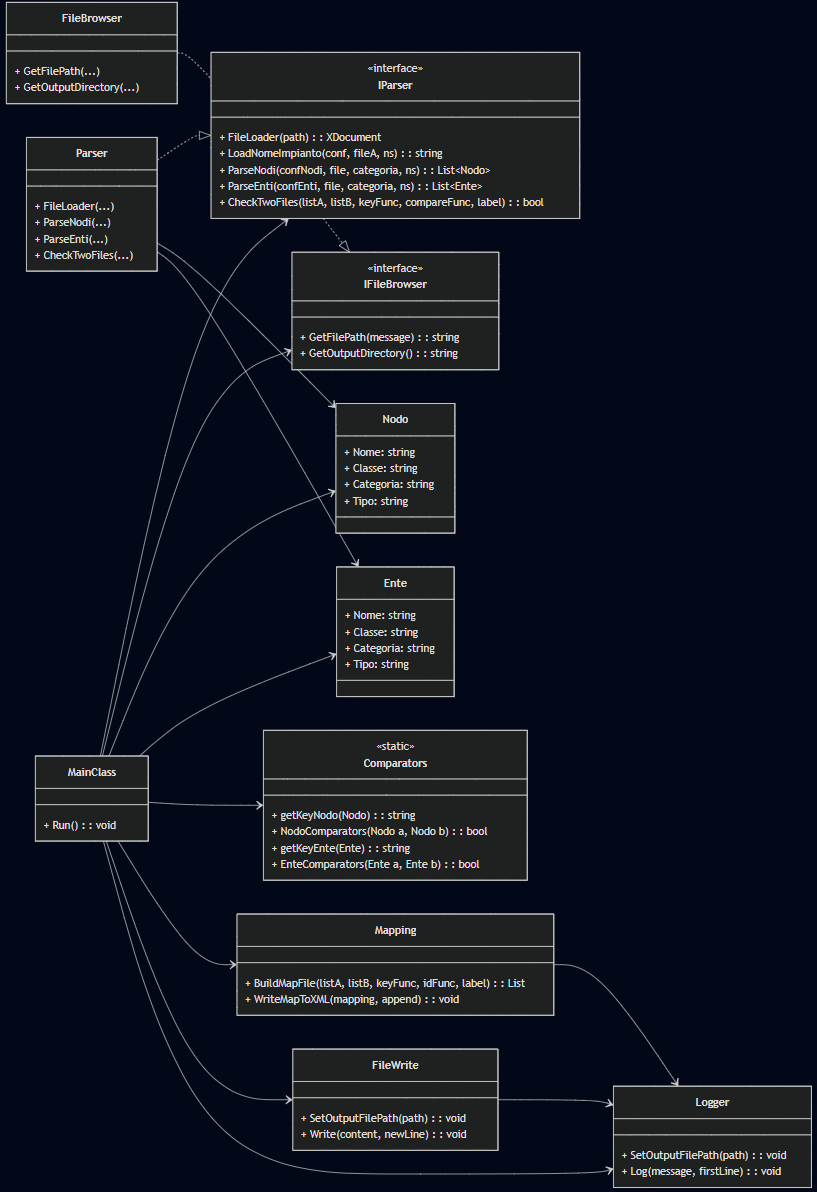 FileBrowser
+ GetFilePath(...)
+ GetOutputDirectory(...)
«interface»
IParser
+ FileLoader(path) : : XDocument
+ LoadNomeImpianto(conf, fileA, ns) : : string
+ ParseNodi(confNodi, file, categoria, ns) : : List<Nodo>
+ ParseEnti(confEnti, file, categoria, ns) : : List<Ente>
+ CheckTwoFiles(listA, listB, keyFunc, compareFunc, label) : : bool
Parser
+ FileLoader(...)
+ ParseNodi(...)
+ ParseEnti(...)
+ CheckTwoFiles(...)
«interface»
IFileBrowser
+ GetFilePath(message) : : string
+ GetOutputDirectory() : : string
Nodo
+ Nome: string
+ Classe: string
+ Categoria: string
+ Tipo: string
Ente
+ Nome: string
+ Classe: string
+ Categoria: string
+ Tipo: string
MainClass
+ Run() : : void
«static»
Comparators
+ getKeyNodo(Nodo) : : string
+ NodoComparators(Nodo a, Nodo b) : : bool
+ getKeyEnte(Ente) : : string
+ EnteComparators(Ente a, Ente b) : : bool
Mapping
+ BuildMapFile(listA, listB, keyFunc, idFunc, label) : : List
+ WriteMapToXML(mapping, append) : : void
FileWrite
+ SetOutputFilePath(path) : : void
+ Write(content, newLine) : : void
Logger
+ SetOutputFilePath(path) : : void
+ Log(message, firstLine) : : void